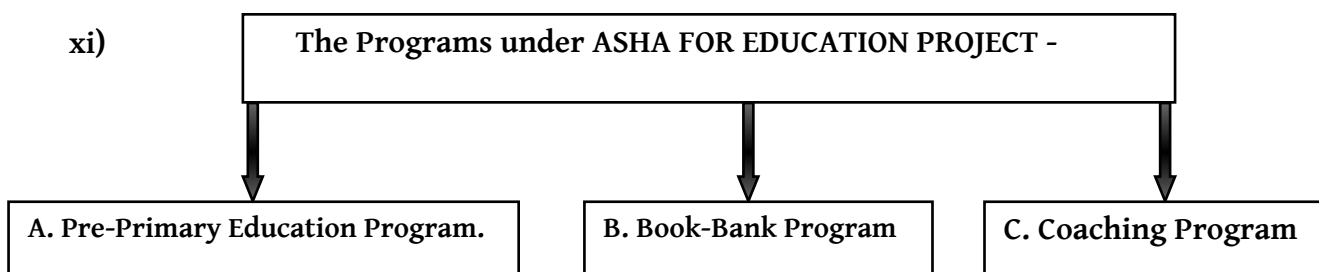 xi)
The Programs under ASHA FOR EDUCATION PROJECT -
A. Pre-Primary Education Program.
B. Book-Bank Program
C. Coaching Program